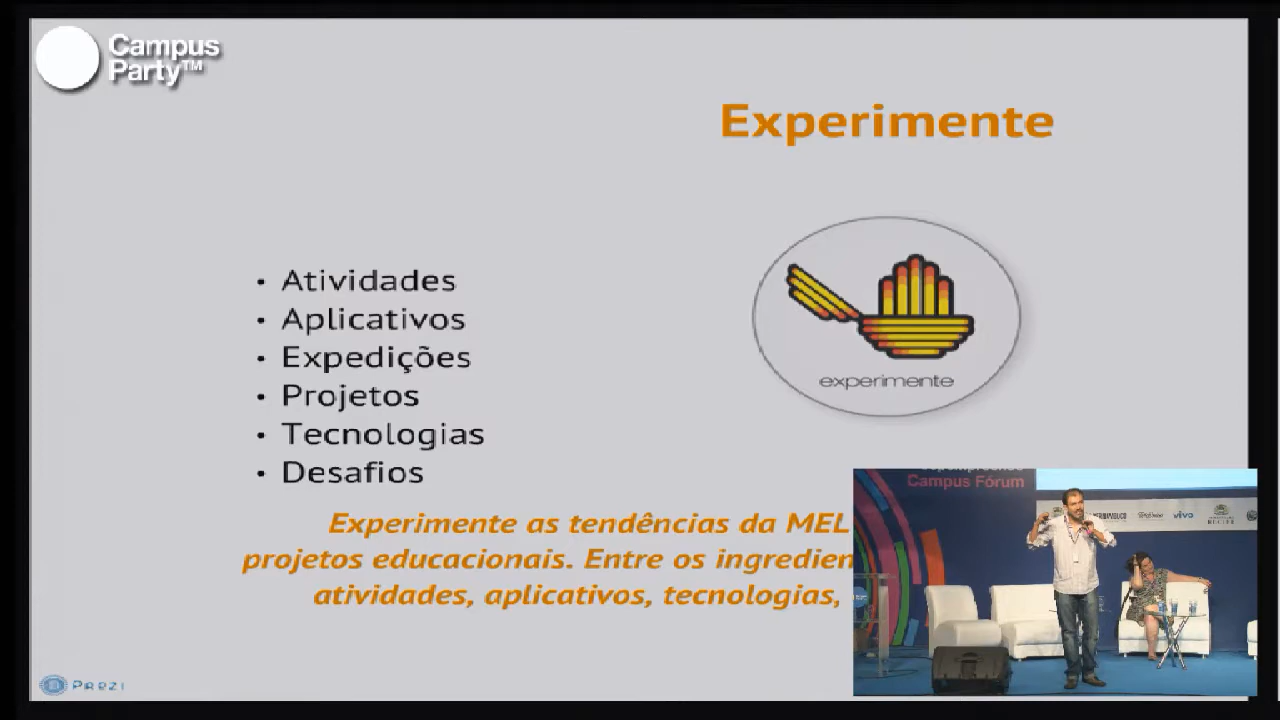 Campus
Party™
Experimente
experimente
• Atividades
• Aplicativos
• Expedições
• Projetos
• Tecnologias
• Desafios
Experimente as tendências da MEL
projetos educacionais. Entre os ingredien
atividades, aplicativos, tecnologias,
Campus Fórum
vivo
Prezi